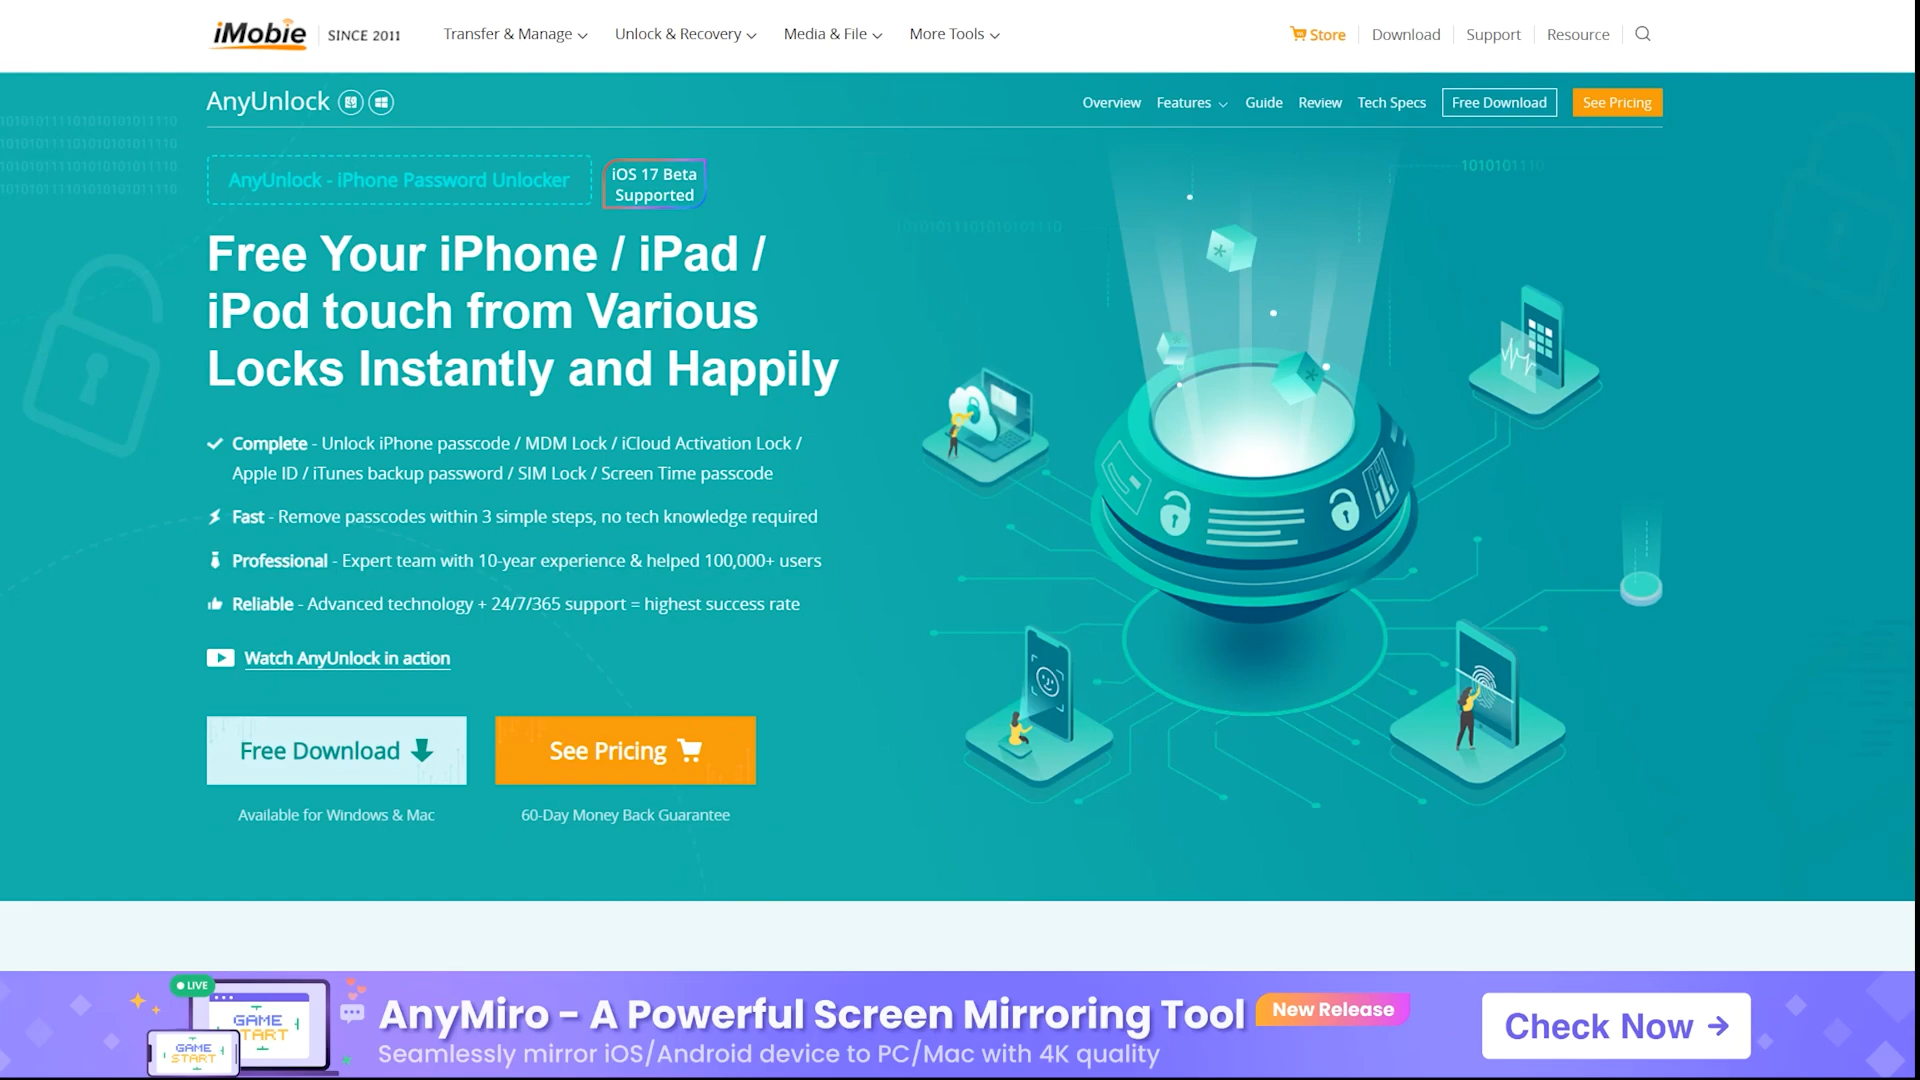 iMobie SINCE 2011 Transfer & Manage Unlock & Recovery Media & File More Tools Store Download Support Resource
AnyUnlock Overview Features Guide Review Tech Specs Free Download See Pricing
AnyUnlock - iPhone Password Unlocker
iOS 17 Beta
Supported
Free Your iPhone / iPad /
iPod touch from Various
Locks Instantly and Happily
Complete - Unlock iPhone passcode / MDM Lock / iCloud Activation Lock /
Apple ID / iTunes backup password / SIM Lock / Screen Time passcode
Fast - Remove passcodes within 3 simple steps, no tech knowledge required
Professional - Expert team with 10-year experience & helped 100,000+ users
Reliable - Advanced technology + 24/7/365 support = highest success rate
Watch AnyUnlock in action
Free Download See Pricing
Available for Windows & Mac 60-Day Money Back Guarantee
1010101110
LIVE
GAME
START
GAME
START
AnyMiro - A Powerful Screen Mirroring Tool New Release
Seamlessly mirror iOS/Android device to PC/Mac with 4K quality
Check Now →